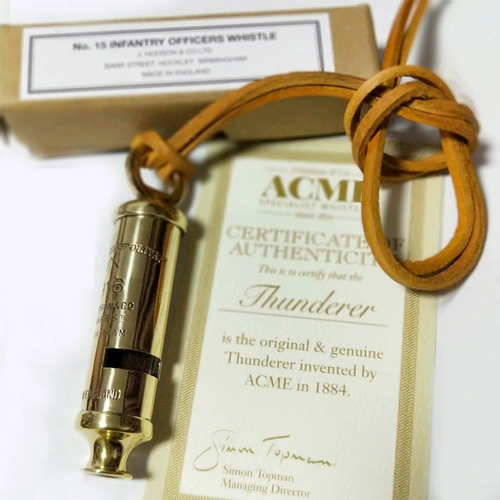 No. 15 INFANTRY OFFICERS WHISTLE
J. HUDSON & CO LTD.
BARR STREET HOCKLEY BIRMINGHAM
MADE IN ENGLAND
ACME
SPECIALIST WHISTLES
CERTIFICATE OF
AUTHENTICITY
This is to certify that the
Thunderer
is the original & genuine
Thunderer invented by
ACME in 1884.
Simon Topman
Simon Topman
Managing Director